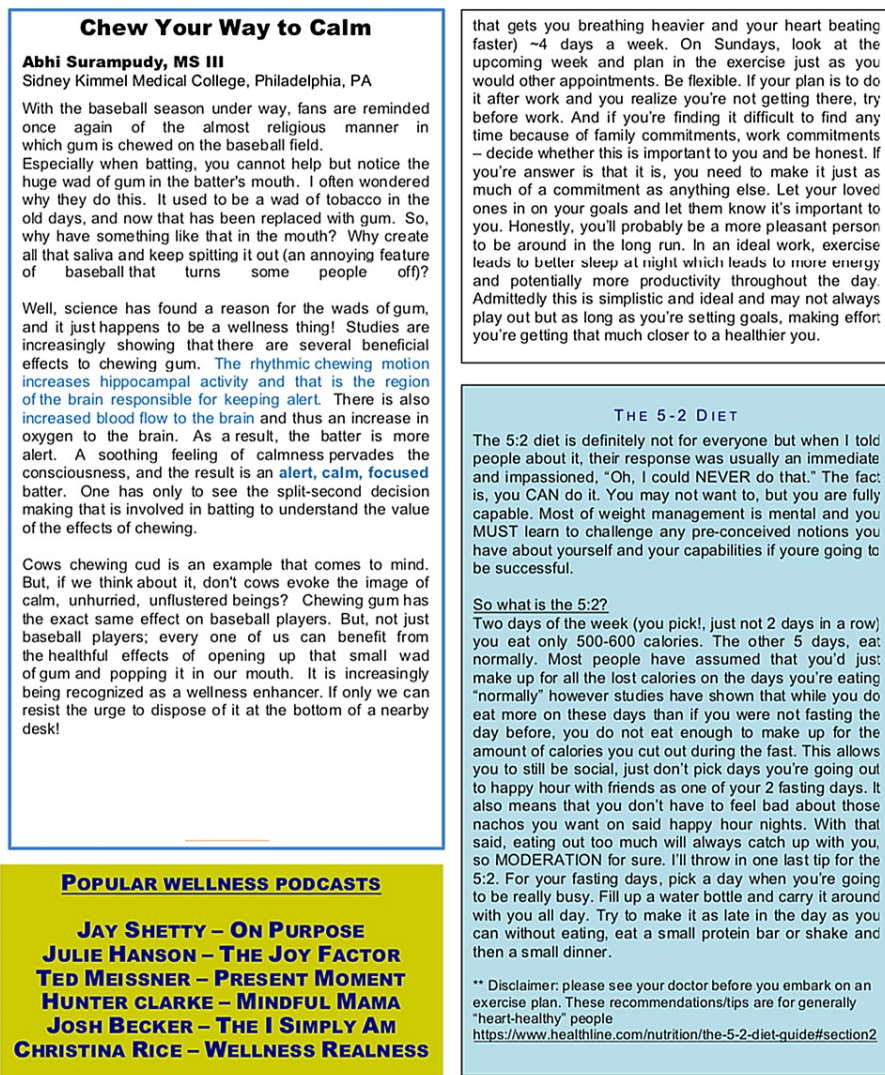 Chew Your Way to Calm
Abhi Surampudy, MS III
Sidney Kimmel Medical College, Philadelphia, PA
With the baseball season under way, fans are reminded
once again of the almost religious manner in
which gum is chewed on the baseball field.
Especially when batting, you cannot help but notice the
huge wad of gum in the batter's mouth. I often wondered
why they do this. It used to be a wad of tobacco in the
old days, and now that has been replaced with gum. So,
why have something like that in the mouth? Why create
all that saliva and keep spitting it out (an annoying feature
of baseball that turns some people off)?
Well, science has found a reason for the wads of gum,
and it just happens to be a wellness thing! Studies are
increasingly showing that there are several beneficial
effects to chewing gum. The rhythmic chewing motion
increases hippocampal activity and that is the region
of the brain responsible for keeping alert. There is also
increased blood flow to the brain and thus an increase in
oxygen to the brain. As a result, the batter is more
alert. A soothing feeling of calmness pervades the
consciousness, and the result is an alert, calm, focused
batter. One has only to see the split-second decision
making that is involved in batting to understand the value
of the effects of chewing.
Cows chewing cud is an example that comes to mind.
But, if we think about it, don't cows evoke the image of
calm, unhurried, unflustered beings? Chewing gum has
the exact same effect on baseball players. But, not just
baseball players; every one of us can benefit from
the healthful effects of opening up that small wad
of gum and popping it in our mouth. It is increasingly
being recognized as a wellness enhancer. If only we can
resist the urge to dispose of it at the bottom of a nearby
desk!
POPULAR WELLNESS PODCASTS
JAY SHETTY – ON PURPOSE
JULIE HANSON – THE JOY FACTOR
TED MEISSNER – PRESENT MOMENT
HUNTER CLARKE – MINDFUL MAMA
JOSH BECKER – THE I SIMPLY AM
CHRISTINA RICE – WELLNESS REALNESS
that gets you breathing heavier and your heart beating
faster) ~4 days a week. On Sundays, look at the
upcoming week and plan in the exercise just as you
would other appointments. Be flexible. If your plan is to do
it after work and you realize you're not getting there, try
before work. And if you're finding it difficult to find any
time because of family commitments, work commitments
– decide whether this is important to you and be honest. If
you're answer is that it is, you need to make it just as
much of a commitment as anything else. Let your loved
ones in on your goals and let them know it's important to
you. Honestly, you'll probably be a more pleasant person
to be around in the long run. In an ideal work, exercise
leads to better sleep at night which leads to more energy
and potentially more productivity throughout the day.
Admittedly this is simplistic and ideal and may not always
play out but as long as you're setting goals, making effort
you're getting that much closer to a healthier you.
THE 5-2 DIET
The 5:2 diet is definitely not for everyone but when I told
people about it, their response was usually an immediate
and impassioned, “Oh, I could NEVER do that.” The fact
is, you CAN do it. You may not want to, but you are fully
capable. Most of weight management is mental and you
MUST learn to challenge any pre-conceived notions you
have about yourself and your capabilities if youre going to
be successful.
So what is the 5:2?
Two days of the week (you pick!, just not 2 days in a row)
you eat only 500-600 calories. The other 5 days, eat
normally. Most people have assumed that you'd just
make up for all the lost calories on the days you're eating
“normally” however studies have shown that while you do
eat more on these days than if you were not fasting the
day before, you do not eat enough to make up for the
amount of calories you cut out during the fast. This allows
you to still be social, just don't pick days you're going out
to happy hour with friends as one of your 2 fasting days. It
also means that you don't have to feel bad about those
nachos you want on said happy hour nights. With that
said, eating out too much will always catch up with you,
so MODERATION for sure. I'll throw in one last tip for the
5:2. For your fasting days, pick a day when you're going
to be really busy. Fill up a water bottle and carry it around
with you all day. Try to make it as late in the day as you
can without eating, eat a small protein bar or shake and
then a small dinner.
** Disclaimer: please see your doctor before you embark on an
exercise plan. These recommendations/tips are for generally
“heart-healthy” people
https://www.healthline.com/nutrition/the-5-2-diet-guide#section2